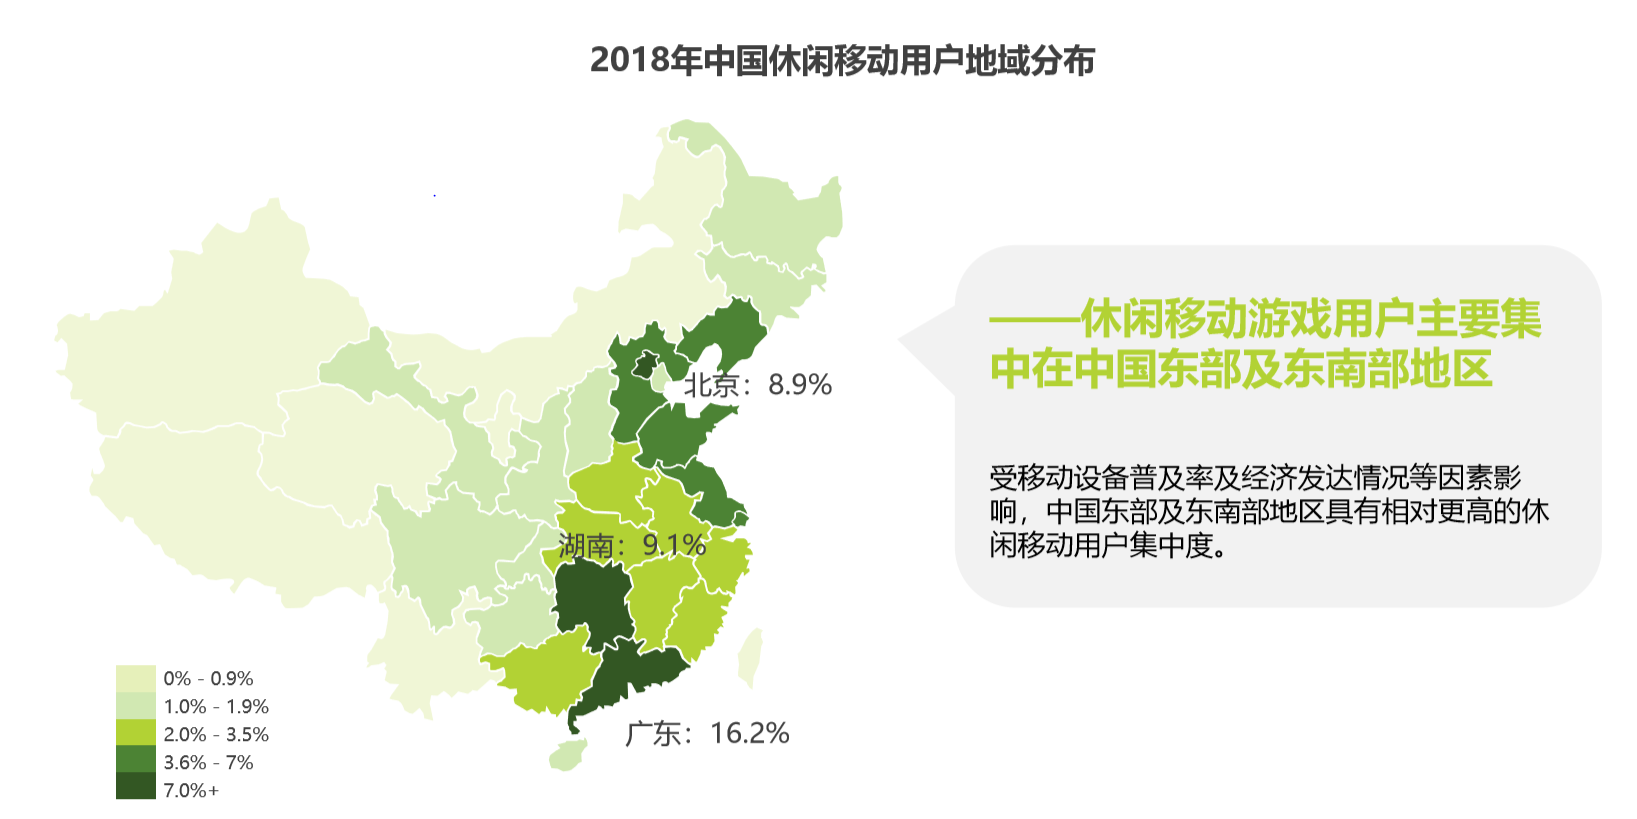 2018年中国休闲移动用户地域分布
北京：8.9%
湖南：9.1%
广东：16.2%
0% - 0.9%
1.0% - 1.9%
2.0% - 3.5%
3.6% - 7%
7.0%+
——休闲移动游戏用户主要集
中在中国东部及东南部地区
受移动设备普及率及经济发达情况等因素影
响，中国东部及东南部地区具有相对更高的休
闲移动用户集中度。